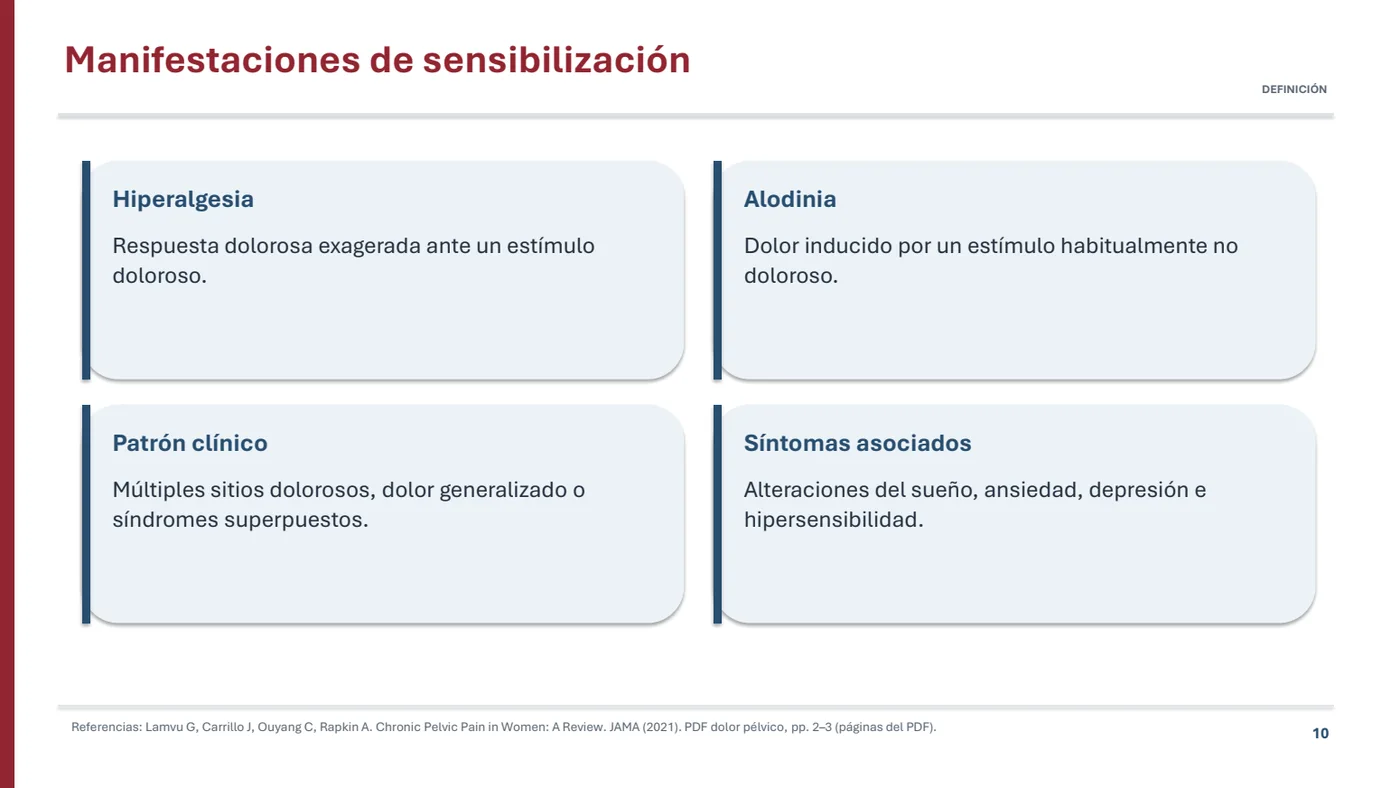 Manifestaciones de sensibilización
DEFINICIÓN
Hiperalgesia
Respuesta dolorosa exagerada ante un estímulo
doloroso.
Alodinia
Dolor inducido por un estímulo habitualmente no
doloroso.
Patrón clínico
Múltiples sitios dolorosos, dolor generalizado o
síndromes superpuestos.
Síntomas asociados
Alteraciones del sueño, ansiedad, depresión e
hipersensibilidad.
Referencias: Lamvu G, Carrillo J, Ouyang C, Rapkin A. Chronic Pelvic Pain in Women: A Review. JAMA (2021). PDF dolor pélvico, pp. 2–3 (páginas del PDF).
10